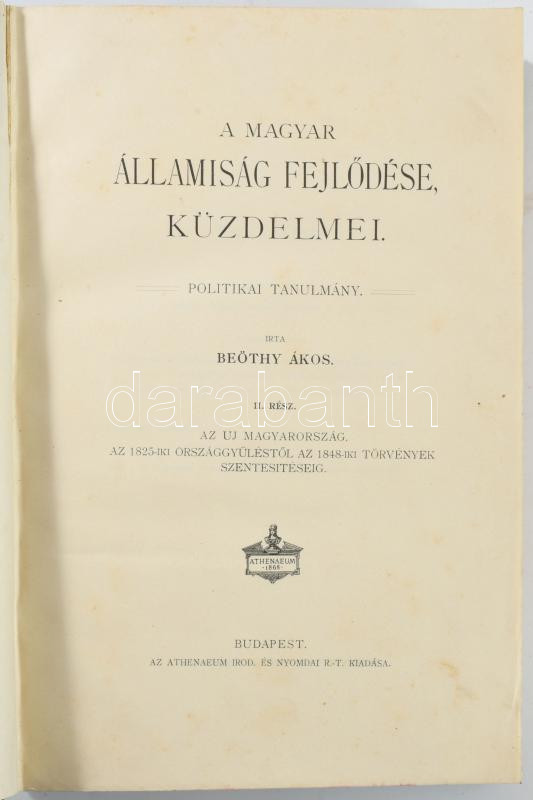 A MAGYAR
ÁLLAMISÁG FEJLŐDÉSE,
KÜZDELMEI.
POLITIKAI TANULMÁNY.
IRTA
BEÖTHY ÁKOS.
darabanth
II. RÉSZ.
AZ UJ MAGYARORSZÁG.
AZ 1825-IKI ORSZÁGGYÜLÉSTŐL AZ 1848-IKI TÖRVÉNYEK
SZENTESITÉSEIG.
ATHENAEUM
·1868·
BUDAPEST.
AZ ATHENAEUM IROD. ÉS NYOMDAI R.-T. KIADÁSA.